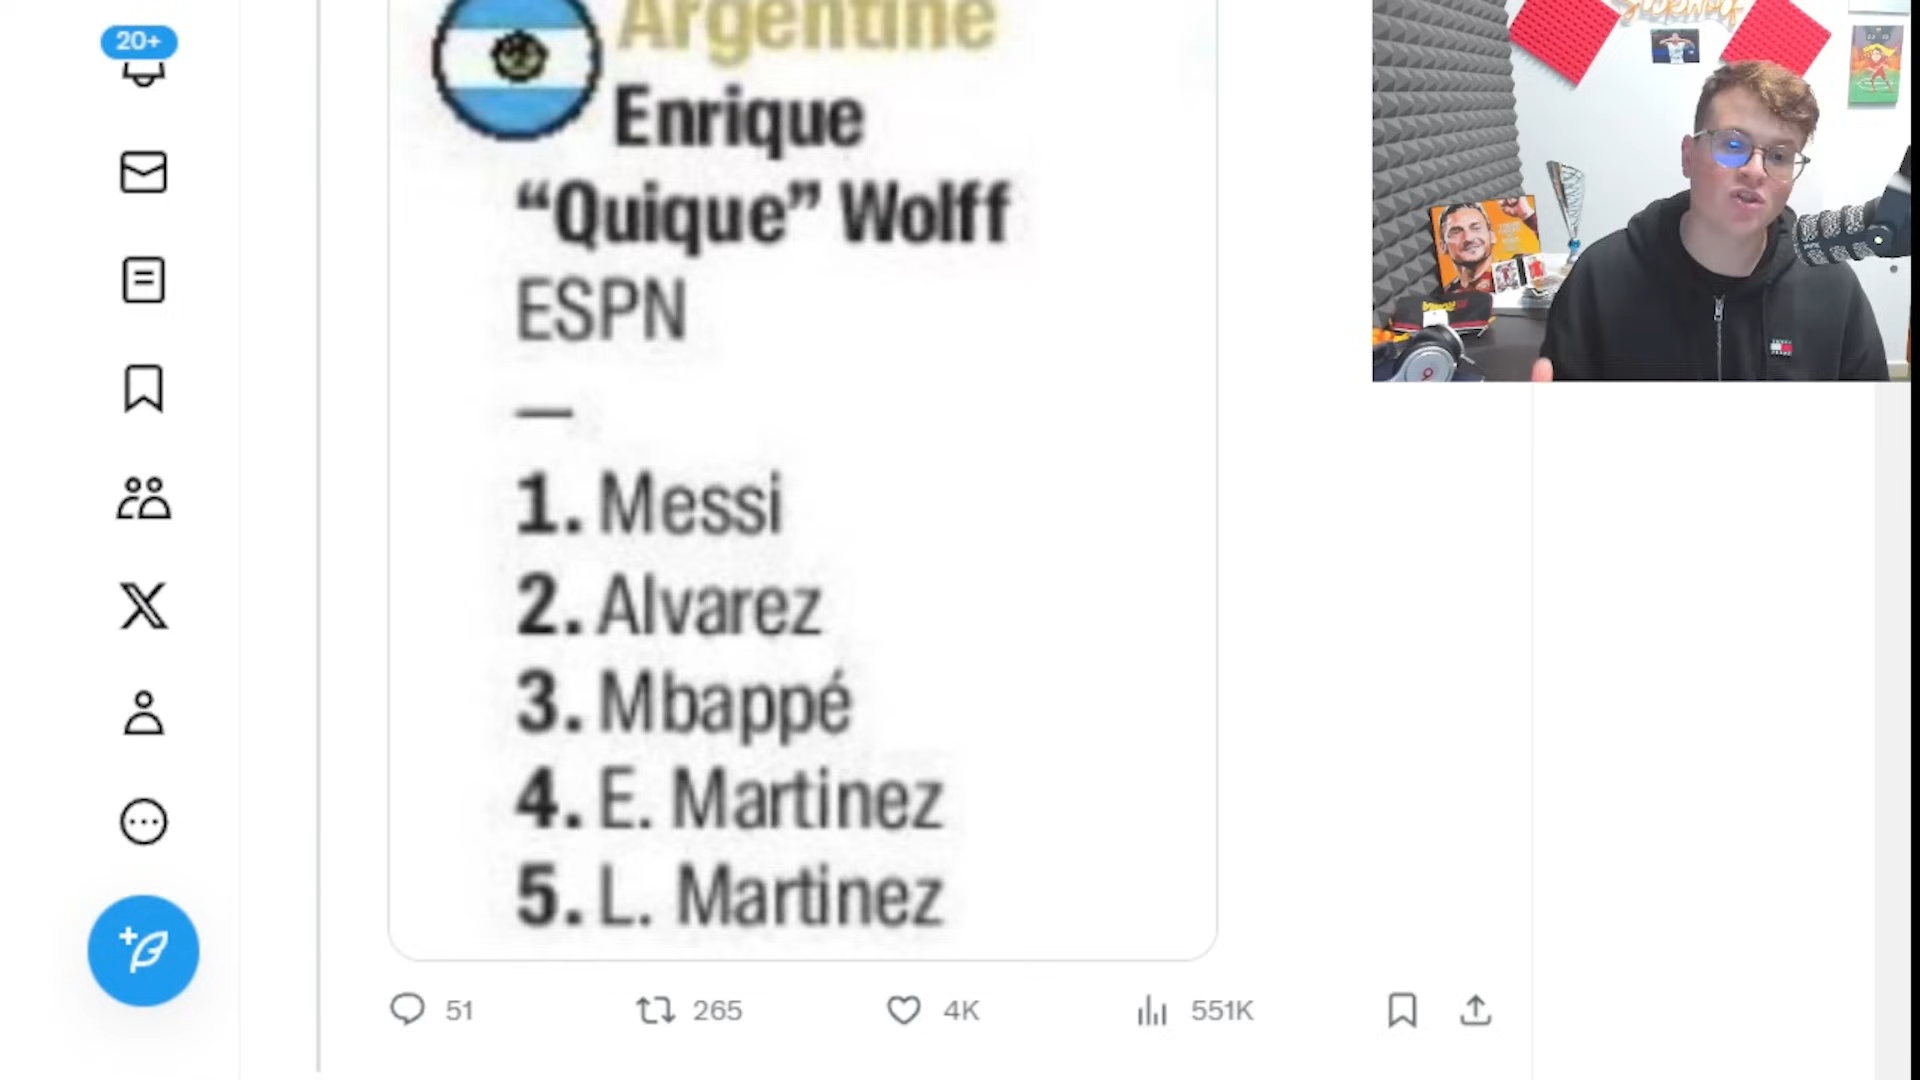 20+
Argentine
Enrique
“Quique” Wolff
ESPN
—
1. Messi
2. Alvarez
3. Mbappé
4. E. Martinez
5. L. Martinez
51
265
4K
551K